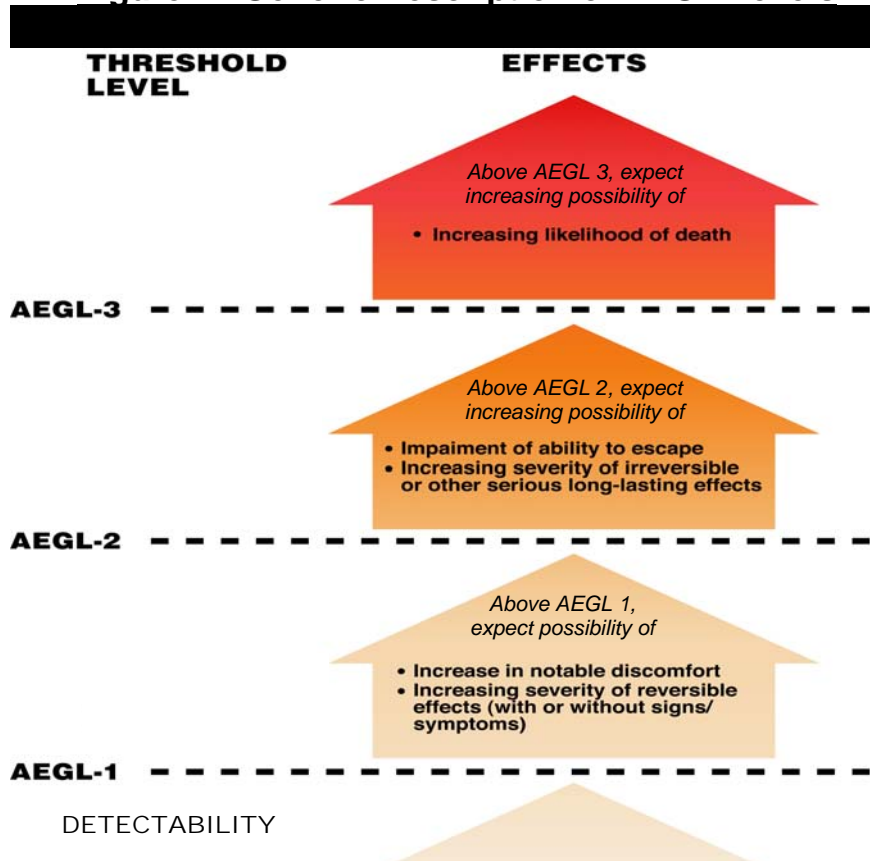 THRESHOLD
LEVEL
EFFECTS
Above AEGL 3, expect
increasing possibility of
• Increasing likelihood of death
AEGL-3
Above AEGL 2, expect
increasing possibility of
• Impaiment of ability to escape
• Increasing severity of irreversible
or other serious long-lasting effects
AEGL-2
Above AEGL 1,
expect possibility of
• Increase in notable discomfort
• Increasing severity of reversible
effects (with or without signs/
symptoms)
AEGL-1
DETECTABILITY